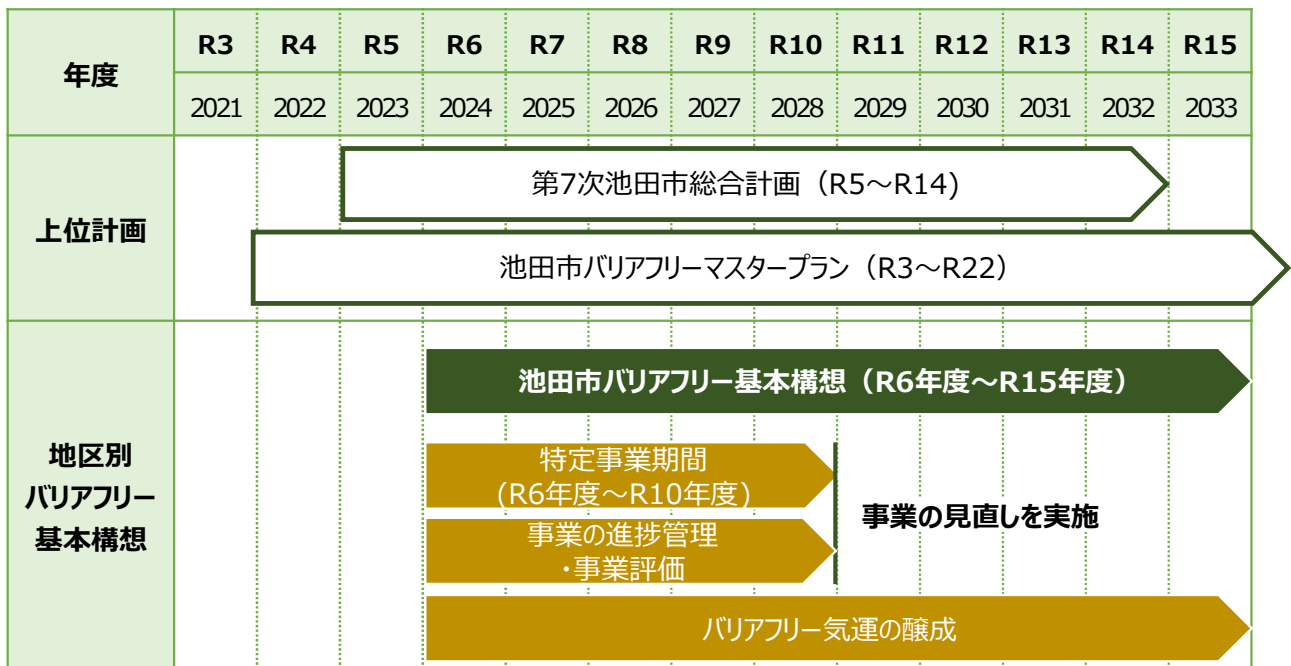 年度
R3 R4 R5 R6 R7 R8 R9 R10 R11 R12 R13 R14 R15
2021 2022 2023 2024 2025 2026 2027 2028 2029 2030 2031 2032 2033
上位計画
第7次池田市総合計画（R5～R14)
池田市バリアフリーマスタープラン（R3～R22）
地区別
バリアフリー
基本構想
池田市バリアフリー基本構想（R6年度～R15年度）
特定事業期間
(R6年度～R10年度)
事業の進捗管理
・事業評価
事業の見直しを実施
バリアフリー気運の醸成